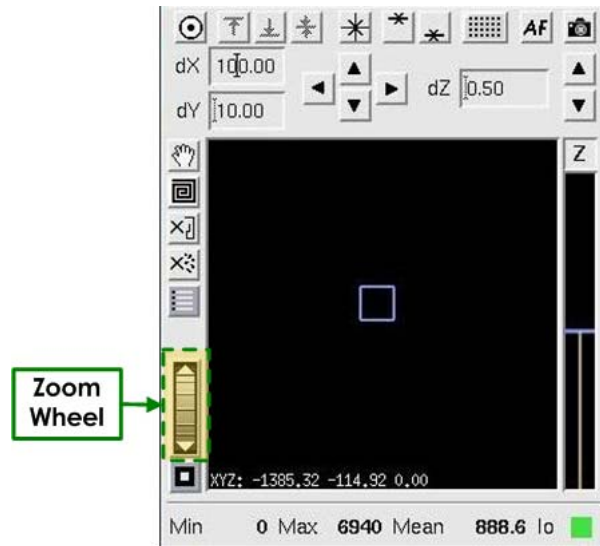 AF
dX 100.00
dZ 0.50
dY 10.00
Z
Zoom
Wheel
XYZ: -1385.32 -114.92 0.00
Min 0 Max 6940 Mean 888.6 Io